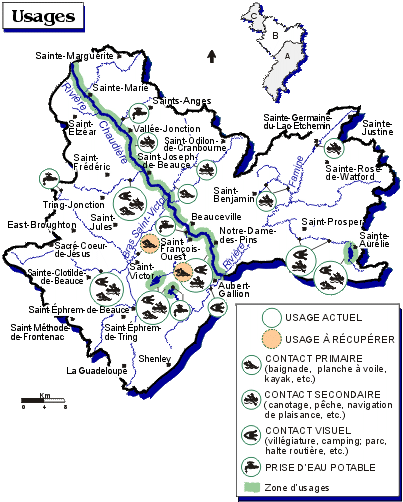 Usages
C
B
A
Sainte-Marguerite
Sainte-Marie
Saints-Anges
Rivière
Chaudière
Saint-
Elzéar
Vallée-Jonction
Saint-Odilon-
de-Cranbourne
Sainte-Germaine-
du-Lac-Etchemin
Sainte-
Justine
Saint-
Frédéric
Saint-Joseph-
de-Beauce
Famine
Sainte-Rose-
de-Watford
Saint-
Benjamin
Tring-Jonction
Saint-
Jules
Beauceville
Saint-Prosper
East-Broughton
Notre-Dame-
des-Pins
Sainte-
Aurélie
Sacré-Coeur-
de-Jésus
Bras Saint-Victor
Saint-
François-
Ouest
Rivière
Sainte-Clotilde-
de-Beauce
Saint-
Victor
Aubert-
Gallion
Saint-Éphrem-de-Beauce
Saint-Méthode-
de-Frontenac
Saint-Éphrem-
de-Tring
Shenley
La Guadeloupe
Km
0
8
USAGE ACTUEL
USAGE À RÉCUPÉRER
CONTACT PRIMAIRE
(baignade, planche à voile,
kayak, etc.)
CONTACT SECONDAIRE
(canotage, pêche, navigation
de plaisance, etc.)
CONTACT VISUEL
(villégiature, camping; parc,
halte routière, etc.)
PRISE D'EAU POTABLE
Zone d'usages